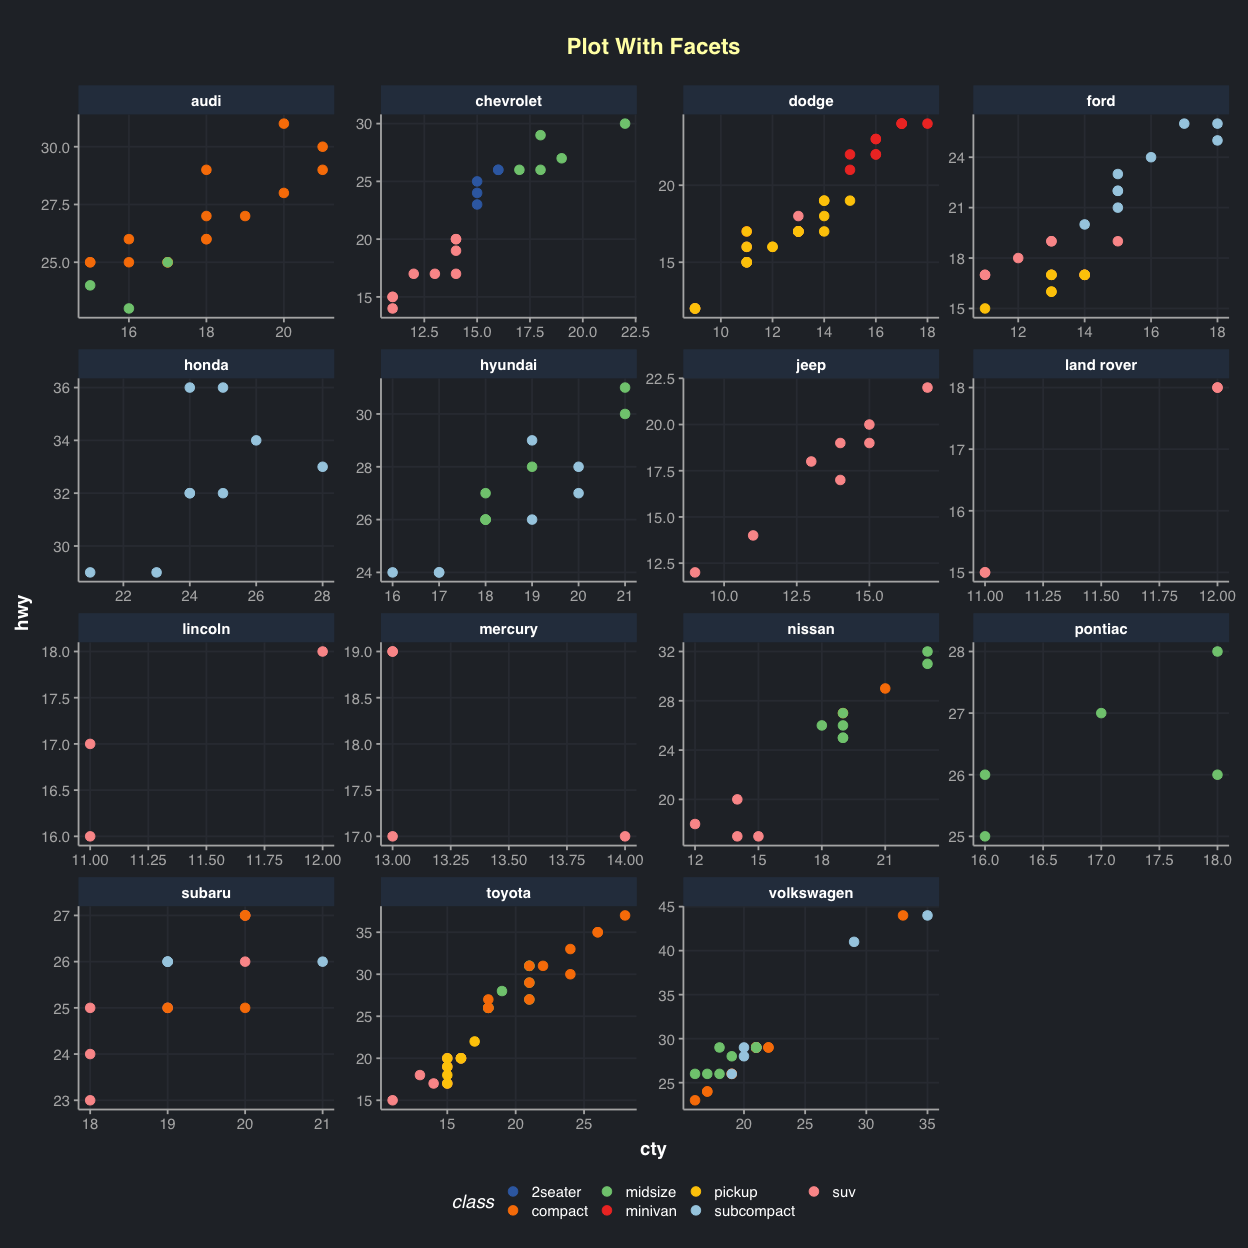 Plot With Facets
audi chevrolet dodge ford
30.0
27.5
25.0
16 18 20
30
25
20
15
12.5 15.0 17.5 20.0 22.5
20
15
10 12 14 16 18
24
21
18
15
12 14 16 18
honda hyundai jeep land rover
36
34
32
30
22 24 26 28
30
28
26
24
16 17 18 19 20 21
22.5
20.0
17.5
15.0
12.5
10.0 12.5 15.0
18
17
16
15
11.00 11.25 11.50 11.75 12.00
hwy
lincoln mercury nissan pontiac
18.0
17.5
17.0
16.5
16.0
11.00 11.25 11.50 11.75 12.00
19.0
18.5
18.0
17.5
17.0
13.00 13.25 13.50 13.75 14.00
32
28
24
20
12 15 18 21
28
27
26
25
16.0 16.5 17.0 17.5 18.0
subaru toyota volkswagen
27
26
25
24
23
18 19 20 21
35
30
25
20
15
15 20 25
45
40
35
30
25
20 25 30 35
cty
class
2seater midsize pickup suv
compact minivan subcompact